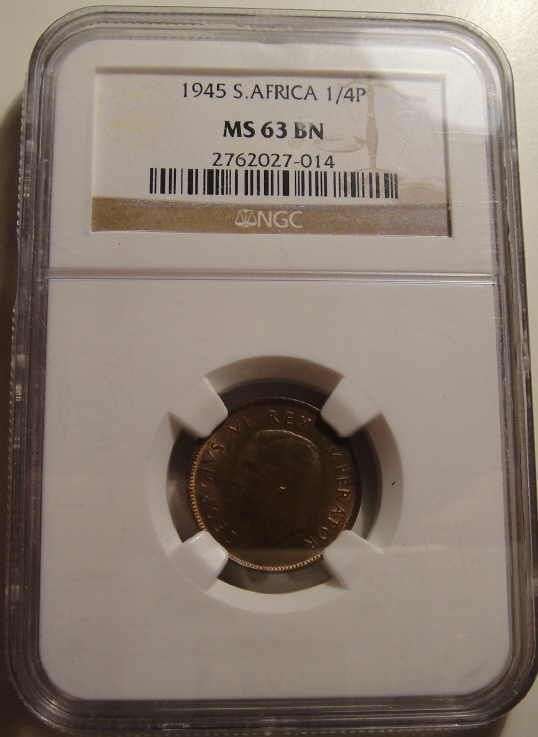 1945 S.AFRICA 1/4P
MS 63 BN
2762027-014
NGC
GEORGIVS VI REX IMPERATOR